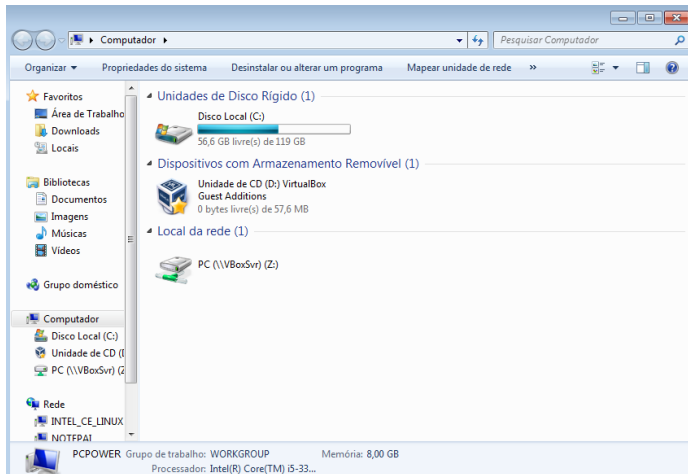 Computador
Pesquisar Computador
Organizar
Propriedades do sistema
Desinstalar ou alterar um programa
Mapear unidade de rede
»
Favoritos
Área de Trabalho
Downloads
Locais
Bibliotecas
Documentos
Imagens
Músicas
Vídeos
Grupo doméstico
Computador
Disco Local (C:)
Unidade de CD (D
PC (\\VBoxSvr) (Z
Rede
INTEL_CE_LINUX
NOTEPAI
Unidades de Disco Rígido (1)
Disco Local (C:)
56,6 GB livre(s) de 119 GB
Dispositivos com Armazenamento Removível (1)
Unidade de CD (D:) VirtualBox
Guest Additions
0 bytes livre(s) de 57,6 MB
Local da rede (1)
PC (\\VBoxSvr) (Z:)
PCPOWER Grupo de trabalho: WORKGROUP Memória: 8,00 GB
Processador: Intel(R) Core(TM) i5-33...